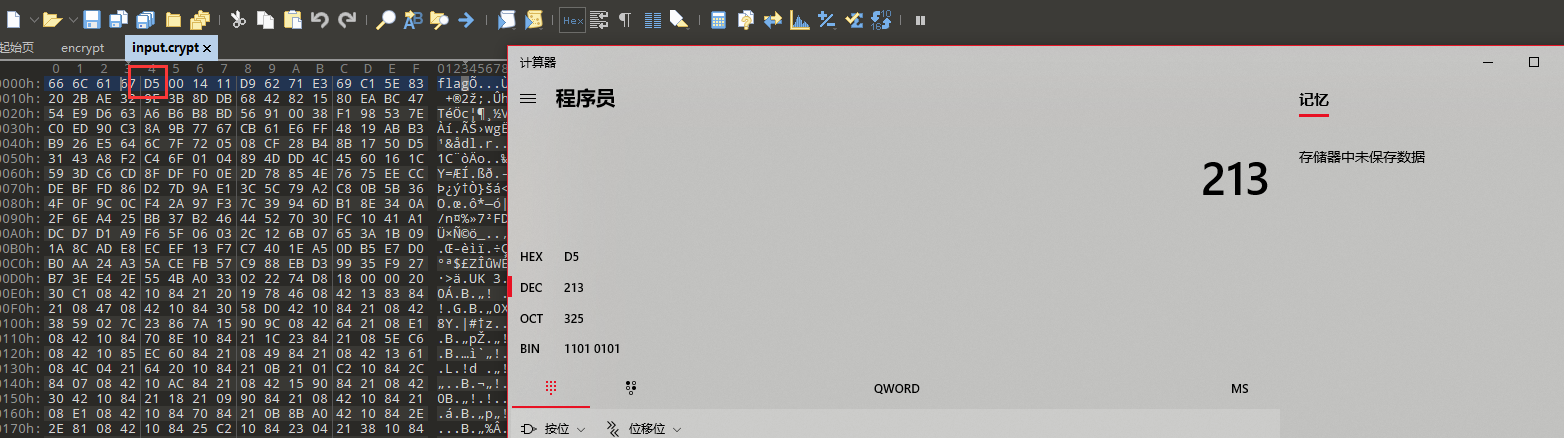 起始页 encrypt input.crypt ×
0 1 2 3 4 5 6 7 8 9 A B C D E F 012345678
0000h: 66 6C 61 67 D5 00 14 11 D9 62 71 E3 69 C1 5E 83 flagÕ...Ù
0010h: 20 2B AE 32 9E 3B 8D DB 68 42 82 15 80 EA BC 47 +®2ž;.Ûh
0020h: 54 E9 D6 63 A6 B6 B8 BD 56 91 00 38 F1 98 53 7E TéÖc¦¶¸½V
0030h: C0 ED 90 C3 8A 9B 77 67 CB 61 E6 FF 48 19 AB B3 Àí.ÃŠ›wgË
0040h: B9 26 E5 64 6C 7F 72 05 08 CF 28 B4 8B 17 50 D5 ¹&ådl.r..
0050h: 31 43 A8 F2 C4 6F 01 04 89 4D DD 4C 45 60 16 1C 1C¨òÄo..‰
0060h: 59 3D C6 CD 8F DF F0 0E 2D 78 85 4E 76 75 EE CC Y=ÆÍ.ßð.-
0070h: DE BF FD 86 D2 7D 9A E1 3C 5C 79 A2 C8 0B 5B 36 Þ¿ý†Ò}šá<
0080h: 4F 0F 9C 0C F4 2A 97 F3 7C 39 94 6D B1 8E 34 0A O.œ.ô*—ó|
0090h: 2F 6E A4 25 BB 37 B2 46 44 52 70 30 FC 10 41 A1 /n¤%»7²FD
00A0h: DC D7 D1 A9 F6 5F 06 03 2C 12 6B 07 65 3A 1B 09 Ü×Ñ©ö_..,
00B0h: 1A 8C AD E8 EC EF 13 F7 C7 40 1E A5 0D B5 E7 D0 .Œ-èìï.÷Ç
00C0h: B0 AA 24 A3 5A CE FB 57 C9 88 EB D3 99 35 F9 27 °ª$£ZÎûWÉ
00D0h: B7 3E E4 2E 55 4B A0 33 02 22 74 D8 18 00 00 20 ·>ä.UK 3.
00E0h: 30 C1 08 42 10 84 21 20 19 78 46 08 42 13 83 84 0Á.B.„! .
00F0h: 21 08 47 08 42 10 84 30 58 D0 42 10 84 21 08 42 !.G.B.„0X
0100h: 38 59 02 7C 23 86 7A 15 90 9C 08 42 64 21 08 E1 8Y.|#†z..
0110h: 08 42 10 84 70 8E 10 84 21 1C 23 84 21 08 5E C6 .B.„pŽ.„!
0120h: 08 42 10 85 EC 60 84 21 08 49 84 21 08 42 13 61 .B.…ì`„!.
0130h: 08 4C 04 21 64 20 10 84 21 0B 21 01 C2 10 84 2C .L.!d .„!
0140h: 84 07 08 42 10 AC 84 21 08 42 15 90 84 21 08 42 „..B.¬„!.
0150h: 30 42 10 84 21 18 21 09 90 84 21 08 42 10 84 21 0B.„!.!..
0160h: 08 E1 08 42 10 84 70 84 21 0B 8B A0 42 10 84 2E .á.B.„p„!
0170h: 2E 81 08 42 10 84 25 C2 10 84 23 04 21 38 10 84 ...B.„%Â.
计算器
程序员
213
HEX D5
DEC 213
OCT 325
BIN 1101 0101
QWORD MS
按位 位移位
记忆
存储器中未保存数据